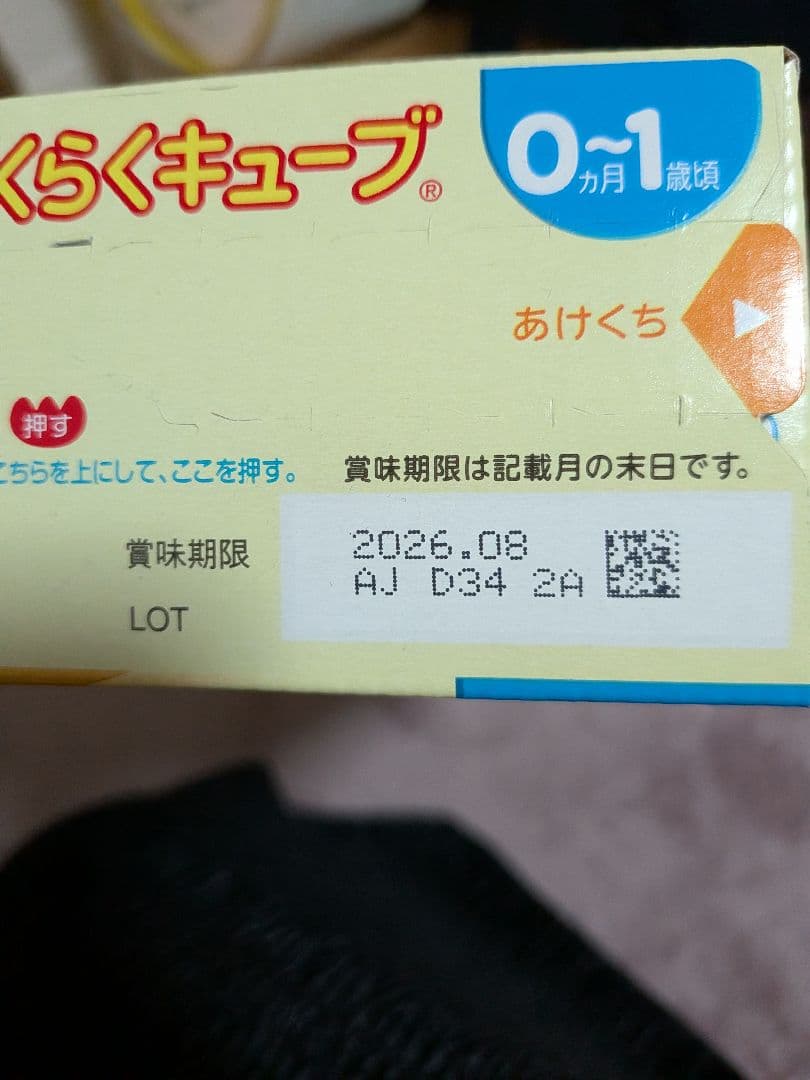 くらくキューブ®
0ヵ月~1歳頃
あけくち
押す
こちらを上にして、ここを押す。
賞味期限は記載月の末日です。
賞味期限 2026.08
LOT AJ D34 2A